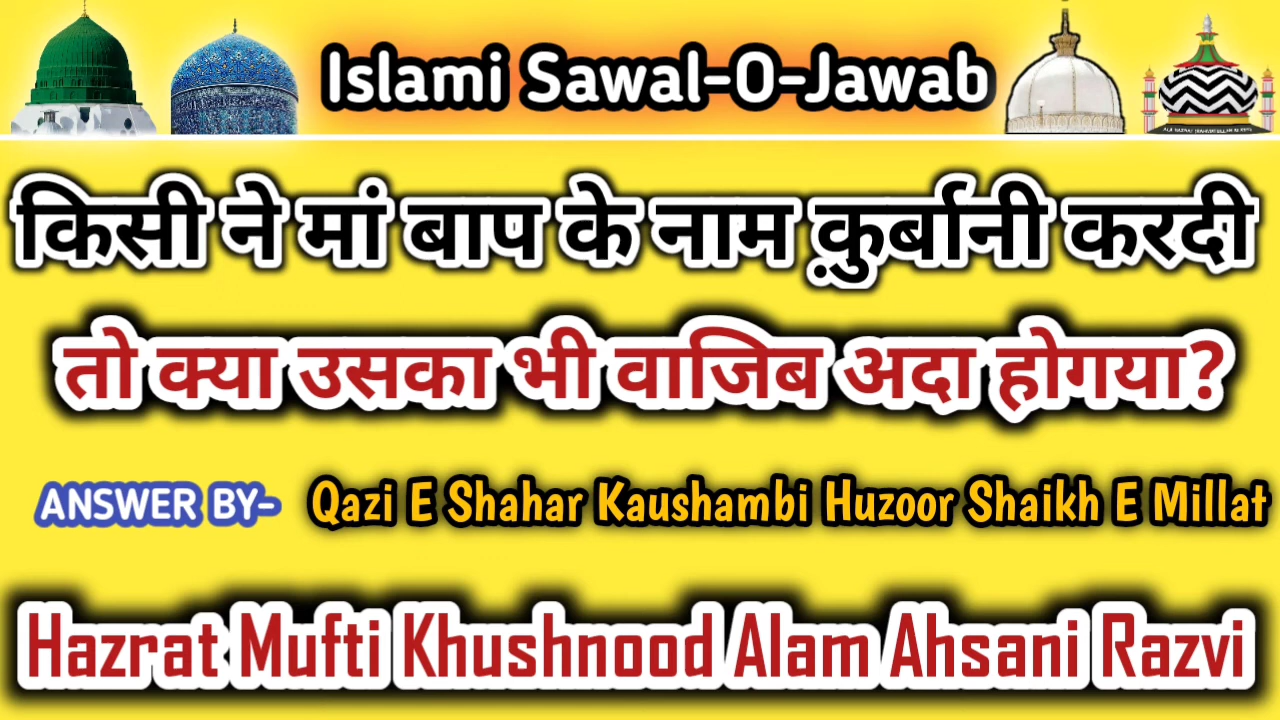 Islami Sawal-O-Jawab
किसी ने मां बाप के नाम क़ुर्बानी करदी
तो क्या उसका भी वाजिब अदा होगया?
ANSWER BY- Qazi E Shahar Kaushambi Huzoor Shaikh E Millat
Hazrat Mufti Khushnood Alam Ahsani Razvi